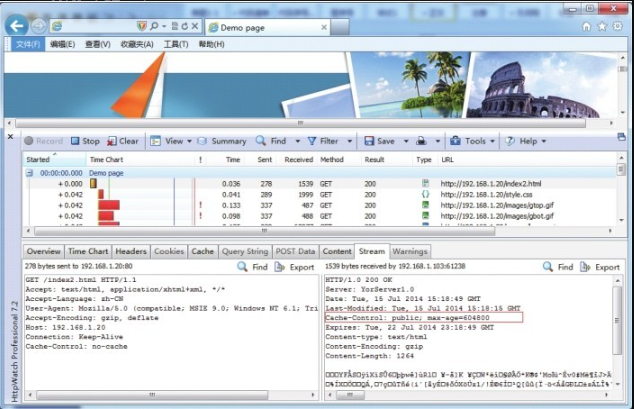 Demo page
文件(F) 编辑(E) 查看(V) 收藏夹(A) 工具(T) 帮助(H)
Record Stop Clear View Summary Find Filter Save Tools Help
Started Time Chart ! Time Sent Received Method Result Type URL
00:00:00.000 Demo page
+ 0.000 0.036 278 1539 GET 200 http://192.168.1.20/index2.html
+ 0.042 0.041 289 1999 GET 200 http://192.168.1.20/style.css
+ 0.042 ! 0.133 337 487 GET 200 http://192.168.1.20/images/gtop.gif
+ 0.042 ! 0.098 337 488 GET 200 http://192.168.1.20/images/gbot.gif
Overview Time Chart Headers Cookies Cache Query String POST Data Content Stream Warnings
278 bytes sent to 192.168.1.20:80 Find Export
GET /index2.html HTTP/1.1
Accept: text/html, application/xhtml+xml, */*
Accept-Language: zh-CN
User-Agent: Mozilla/5.0 (compatible; MSIE 9.0; Windows NT 6.1; Tri
Accept-Encoding: gzip, deflate
Host: 192.168.1.20
Connection: Keep-Alive
Cache-Control: no-cache
1539 bytes received by 192.168.1.103:61238 Find Export
HTTP/1.0 200 OK
Server: YorServer1.0
Date: Tue, 15 Jul 2014 15:18:49 GMT
Last-Modified: Tue, 15 Jul 2014 15:18:15 GMT
Cache-Control: public; max-age=604800
Expires: Tue, 22 Jul 2014 23:18:49 GMT
Content-type: text/html
Content-Encoding: gzip
Content-Length: 1264
HttpWatch Professional 7.2